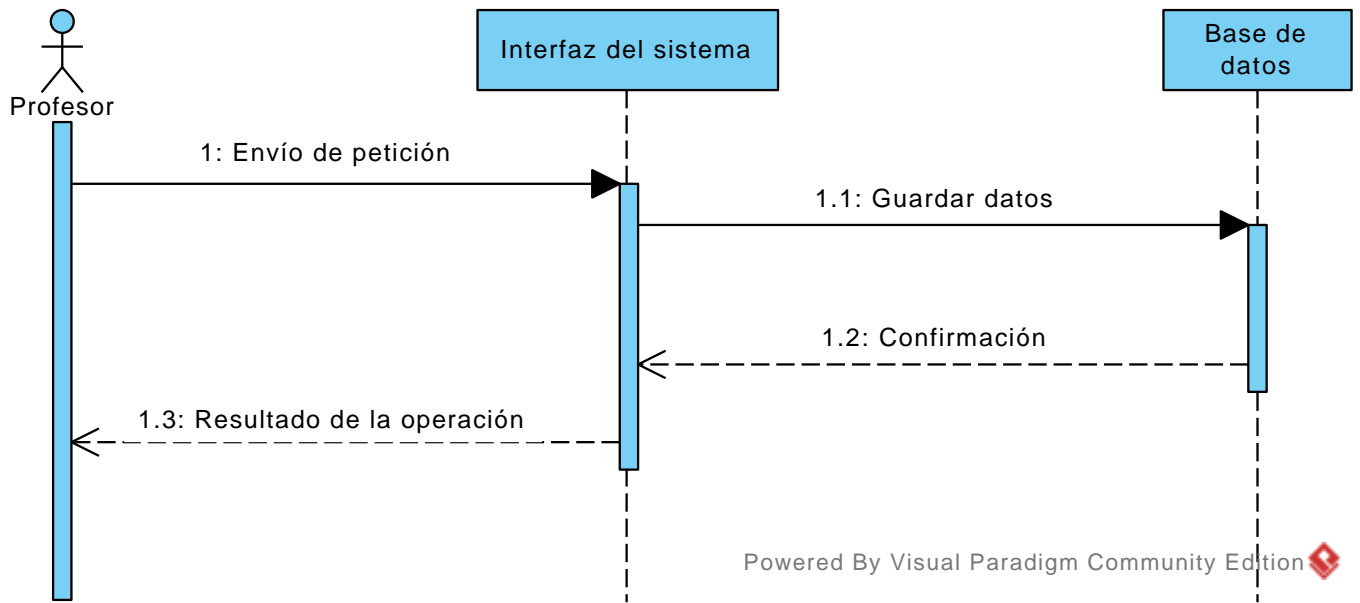 Interfaz del sistema
Base de
datos
Profesor
1: Envío de petición
1.1: Guardar datos
1.2: Confirmación
1.3: Resultado de la operación
Powered By Visual Paradigm Community Edition